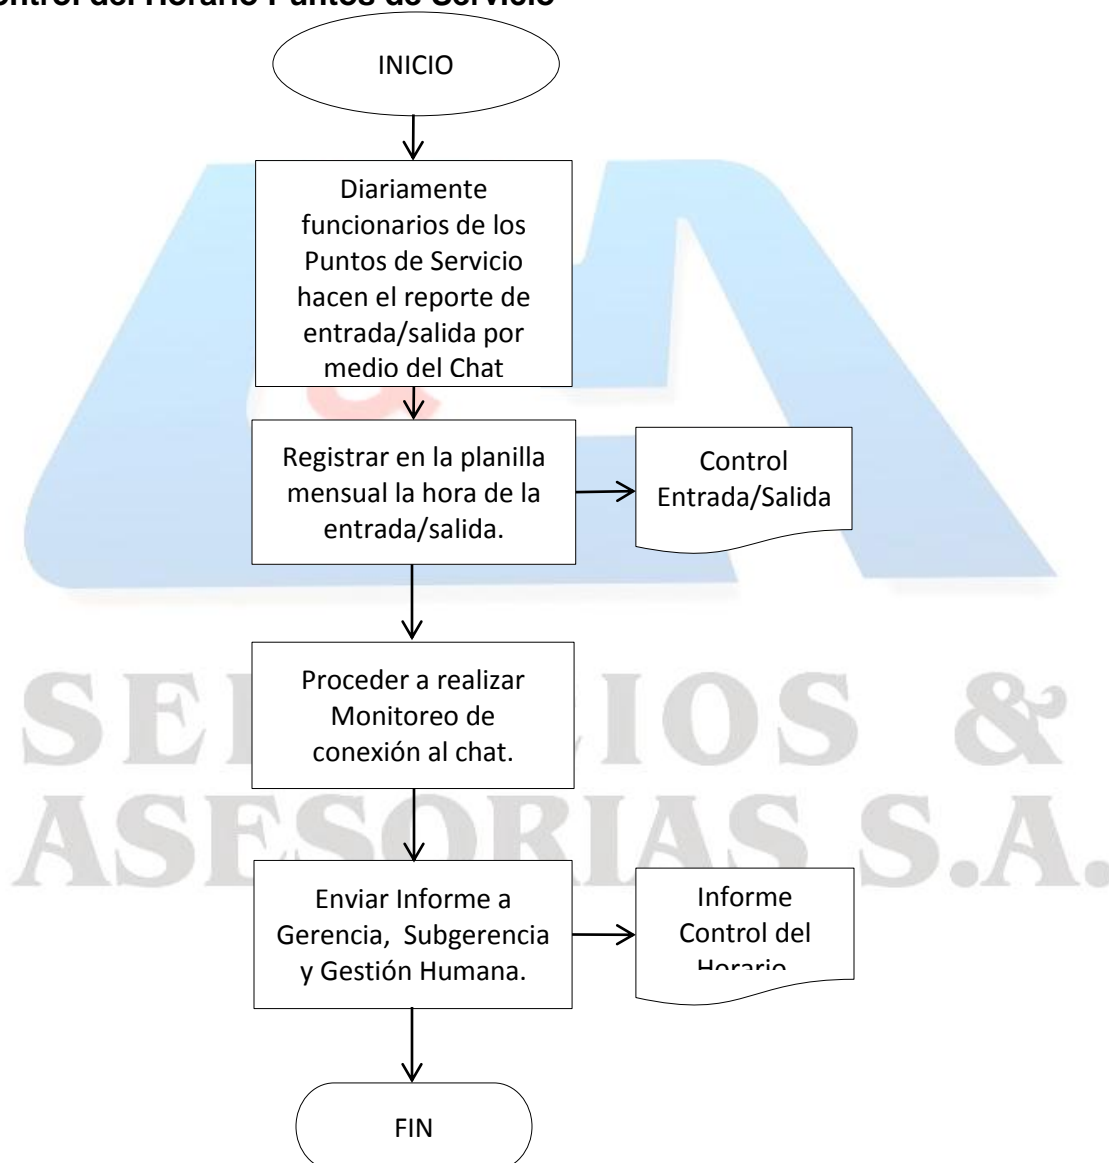 ontrol del Horario Puntos de Servicio
INICIO
Diariamente
funcionarios de los
Puntos de Servicio
hacen el reporte de
entrada/salida por
medio del Chat
Registrar en la planilla
mensual la hora de la
entrada/salida.
Control
Entrada/Salida
Proceder a realizar
Monitoreo de
conexión al chat.
Enviar Informe a
Gerencia, Subgerencia
y Gestión Humana.
Informe
Control del
Horario
FIN
&
ASESORIAS S.A.